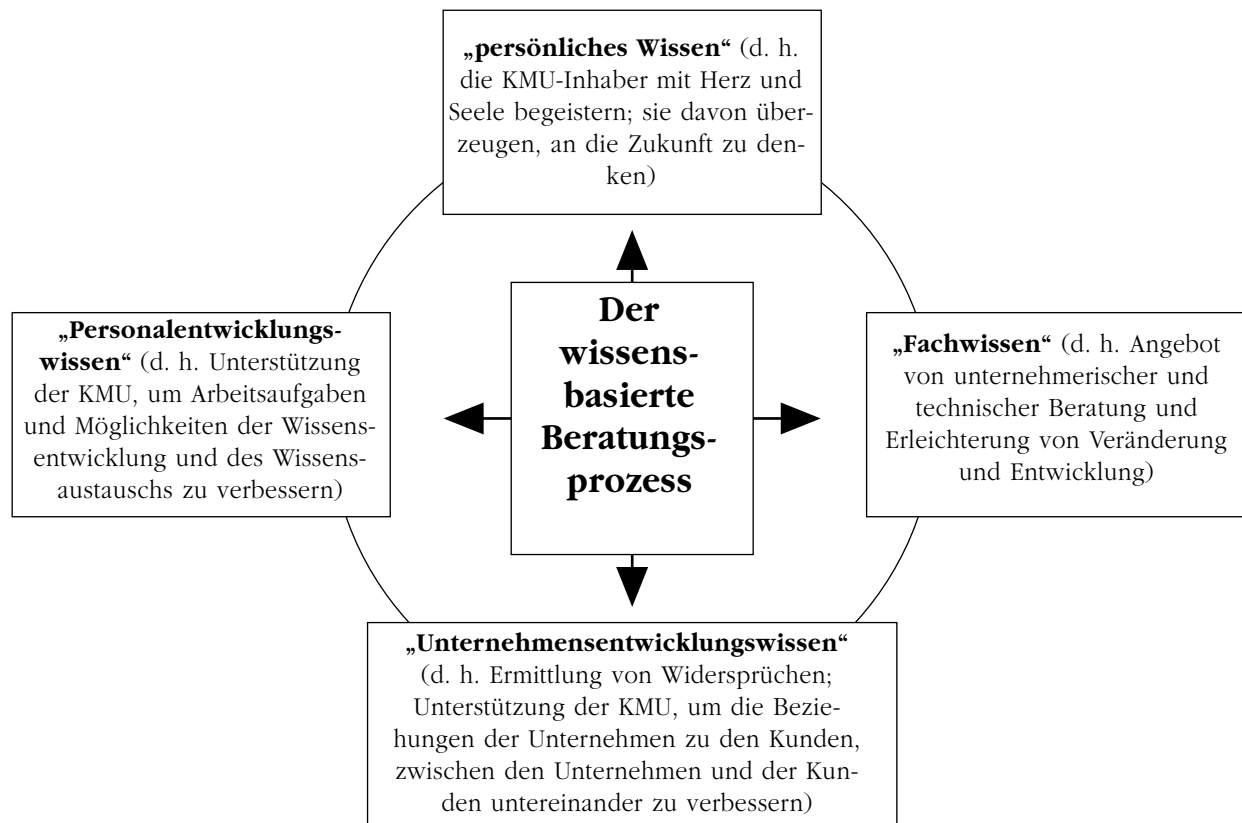 „persönliches Wissen“ (d. h.
die KMU-Inhaber mit Herz und
Seele begeistern; sie davon über-
zeugen, an die Zukunft zu den-
ken)
„Personalentwicklungs-
wissen“ (d. h. Unterstützung
der KMU, um Arbeitsaufgaben
und Möglichkeiten der Wissens-
entwicklung und des Wissens-
austauschs zu verbessern)
Der
wissens-
basierte
Beratungs-
prozess
„Fachwissen“ (d. h. Angebot
von unternehmerischer und
technischer Beratung und
Erleichterung von Veränderung
und Entwicklung)
„Unternehmensentwicklungswissen“
(d. h. Ermittlung von Widersprüchen;
Unterstützung der KMU, um die Bezie-
hungen der Unternehmen zu den Kunden,
zwischen den Unternehmen und der Kun-
den untereinander zu verbessern)